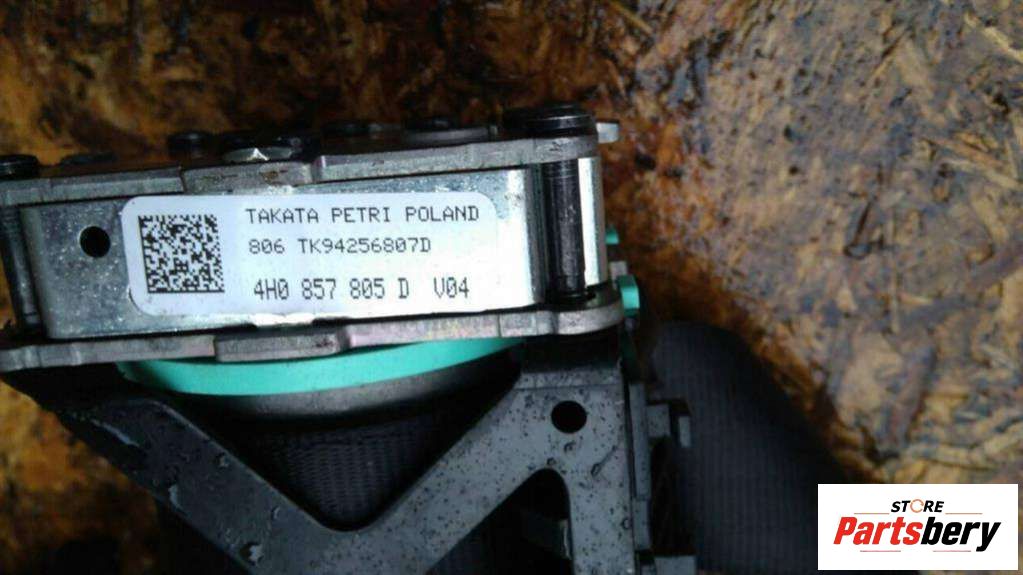 TAKATA PETRI POLAND
806 TK94256807D
4H0 857 805 D V04
STORE
Partsbery